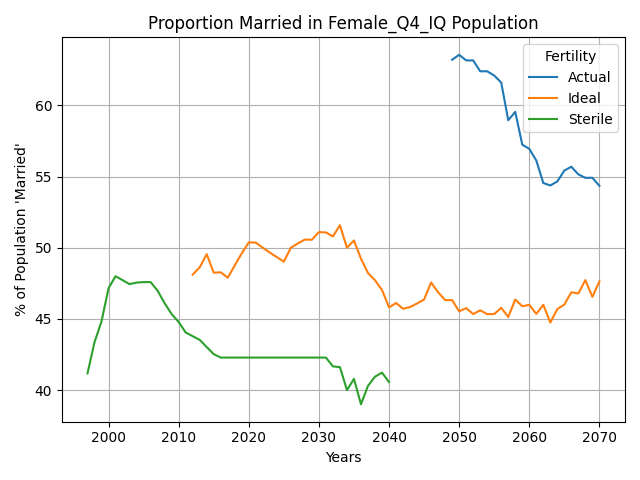 Proportion Married in Female_Q4_IQ Population
Fertility
Actual
Ideal
Sterile
% of Population 'Married'
60
55
50
45
40
2000 2010 2020 2030 2040 2050 2060 2070
Years